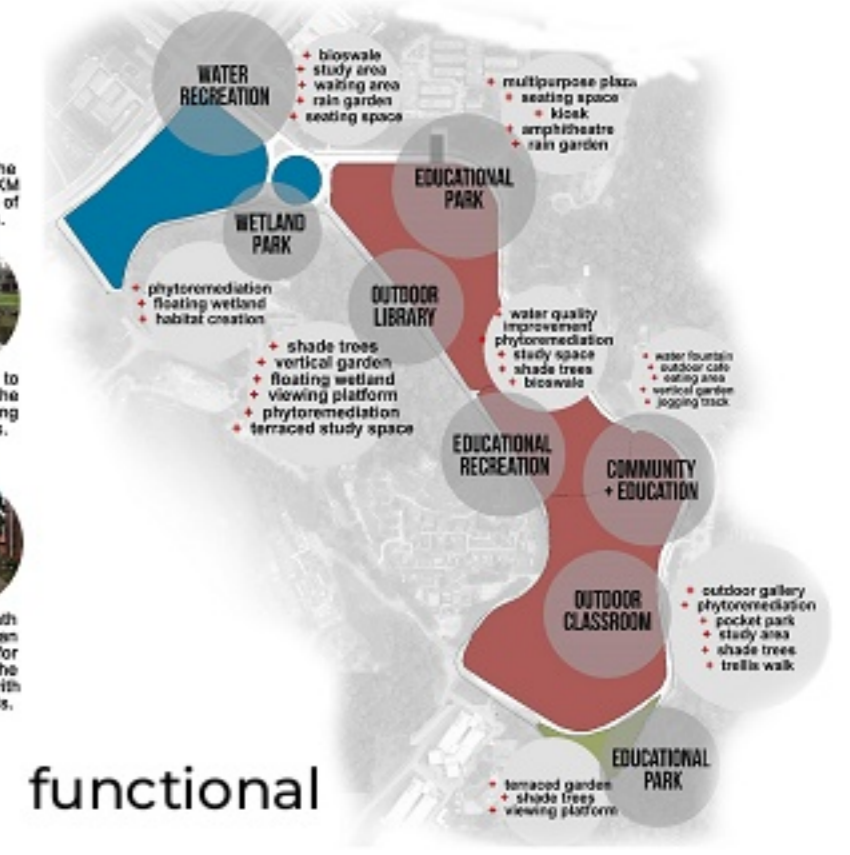 WATER
RECREATION
+ bioswale
+ study area
+ waiting area
+ rain garden
+ seating space
+ multipurpose plaza
+ seating space
+ kiosk
+ amphitheatre
+ rain garden
EDUCATIONAL
PARK
WETLAND
PARK
+ phytoremediation
+ floating wetland
+ habitat creation
OUTDOOR
LIBRARY
+ shade trees
+ vertical garden
+ floating wetland
+ viewing platform
+ phytoremediation
+ terraced study space
+ water quality
improvement
+ phytoremediation
+ study space
+ shade trees
+ bioswale
+ water fountain
+ outdoor cafe
+ eating area
+ vertical garden
+ jogging track
EDUCATIONAL
RECREATION
COMMUNITY
+ EDUCATION
OUTDOOR
CLASSROOM
+ outdoor gallery
+ phytoremediation
+ pocket park
+ study area
+ shade trees
+ trellis walk
EDUCATIONAL
PARK
+ terraced garden
+ shade trees
+ viewing platform
functional
KM
of
to